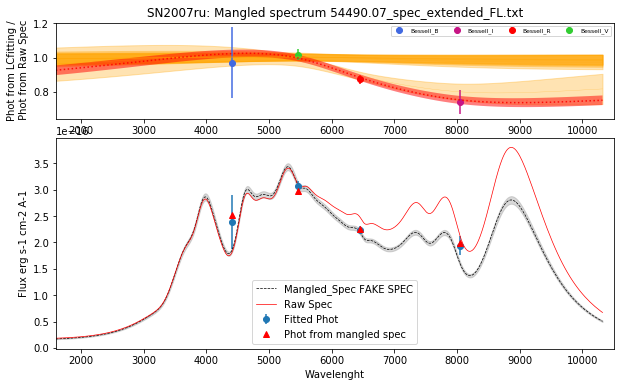 SN2007ru: Mangled spectrum 54490.07_spec_extended_FL.txt
Phot from LCfitting /
Phot from Raw Spec
1.2
1.0
0.8
Bessell_B Bessell_I Bessell_R Bessell_V
2000 3000 4000 5000 6000 7000 8000 9000 10000
Flux erg s-1 cm-2 A-1
3.5
3.0
2.5
2.0
1.5
1.0
0.5
0.0
Mangled_Spec FAKE SPEC
Raw Spec
Fitted Phot
Phot from mangled spec
2000 3000 4000 5000 6000 7000 8000 9000 10000
Wavelenght